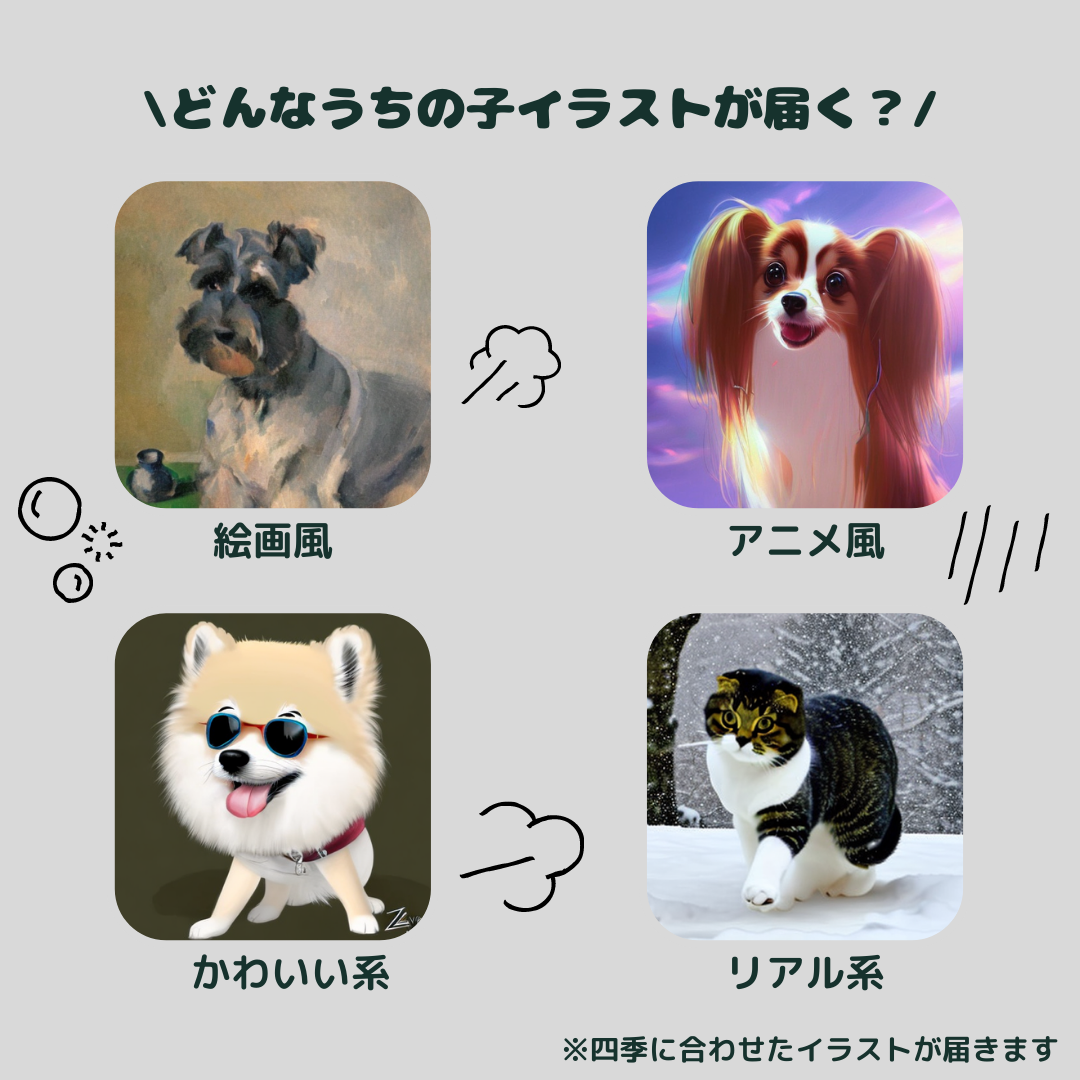 \どんなうちの子イラストが届く？/
絵画風
アニメ風
かわいい系
リアル系
※四季に合わせたイラストが届きます